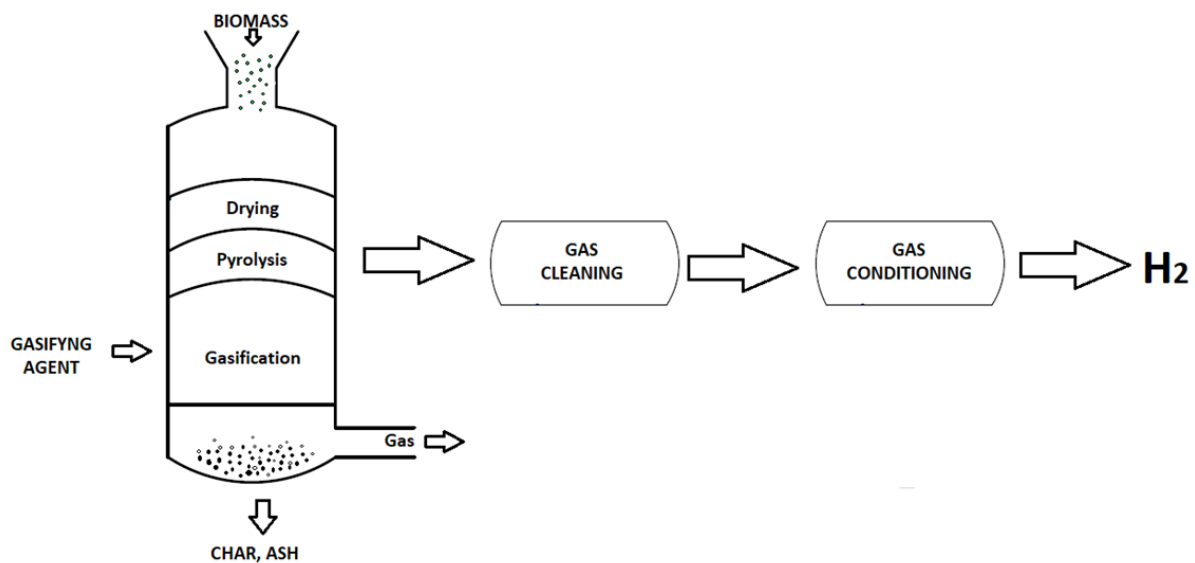 BIOMASS
Drying
Pyrolysis
GASIFYNG
AGENT
Gasification
Gas
CHAR, ASH
GAS
CLEANING
GAS
CONDITIONING
H2